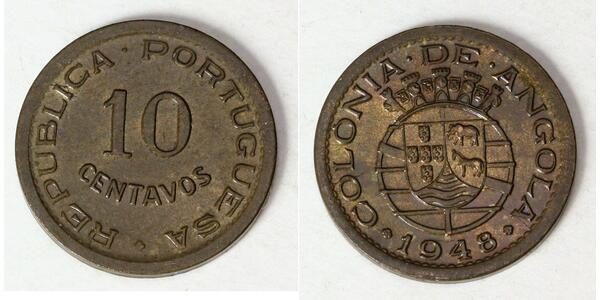 REPUBLICA · PORTUGUESA ·
10
CENTAVOS
COLONIA · DE · ANGOLA
· 1948 ·